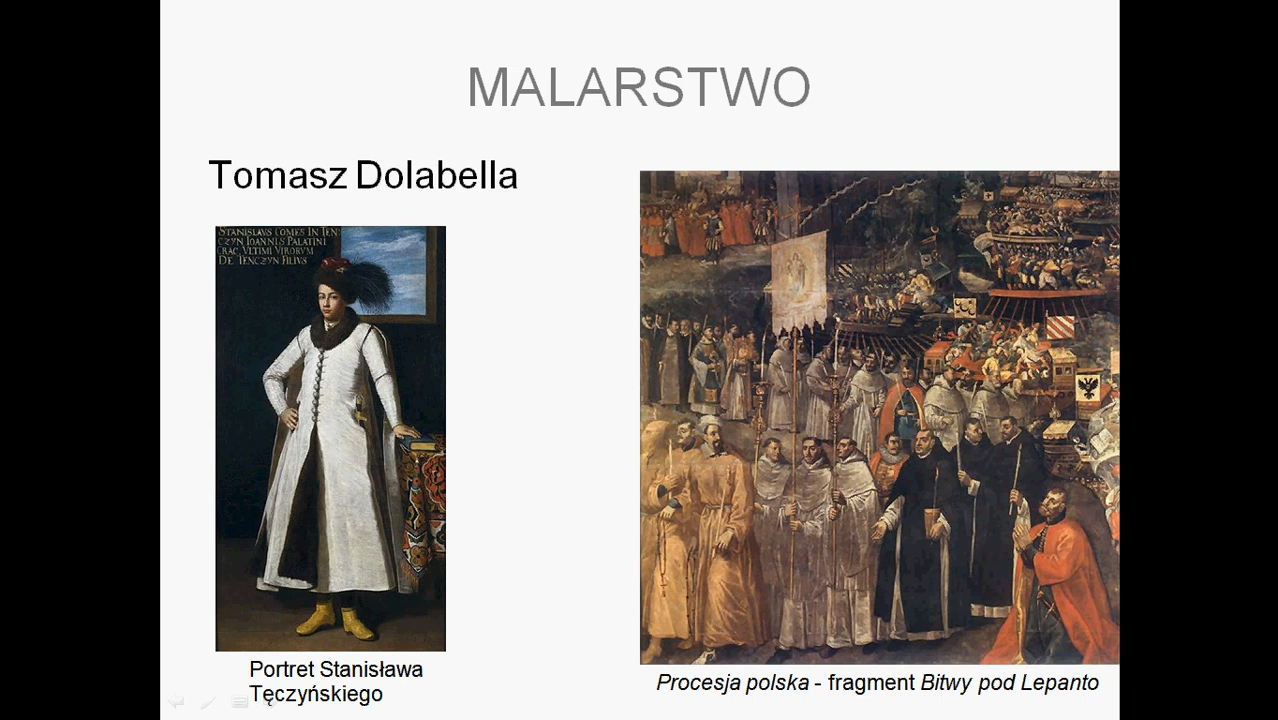 MALARSTWO
Tomasz Dolabella
STANISLAVS COMES IN TEN:
CZYN IOANNIS PALATINI
CRAC. VLTIMI VIRORVM
DE TENCZYN FILIVS
Portret Stanisława
Tęczyńskiego
Procesja polska - fragment Bitwy pod Lepanto